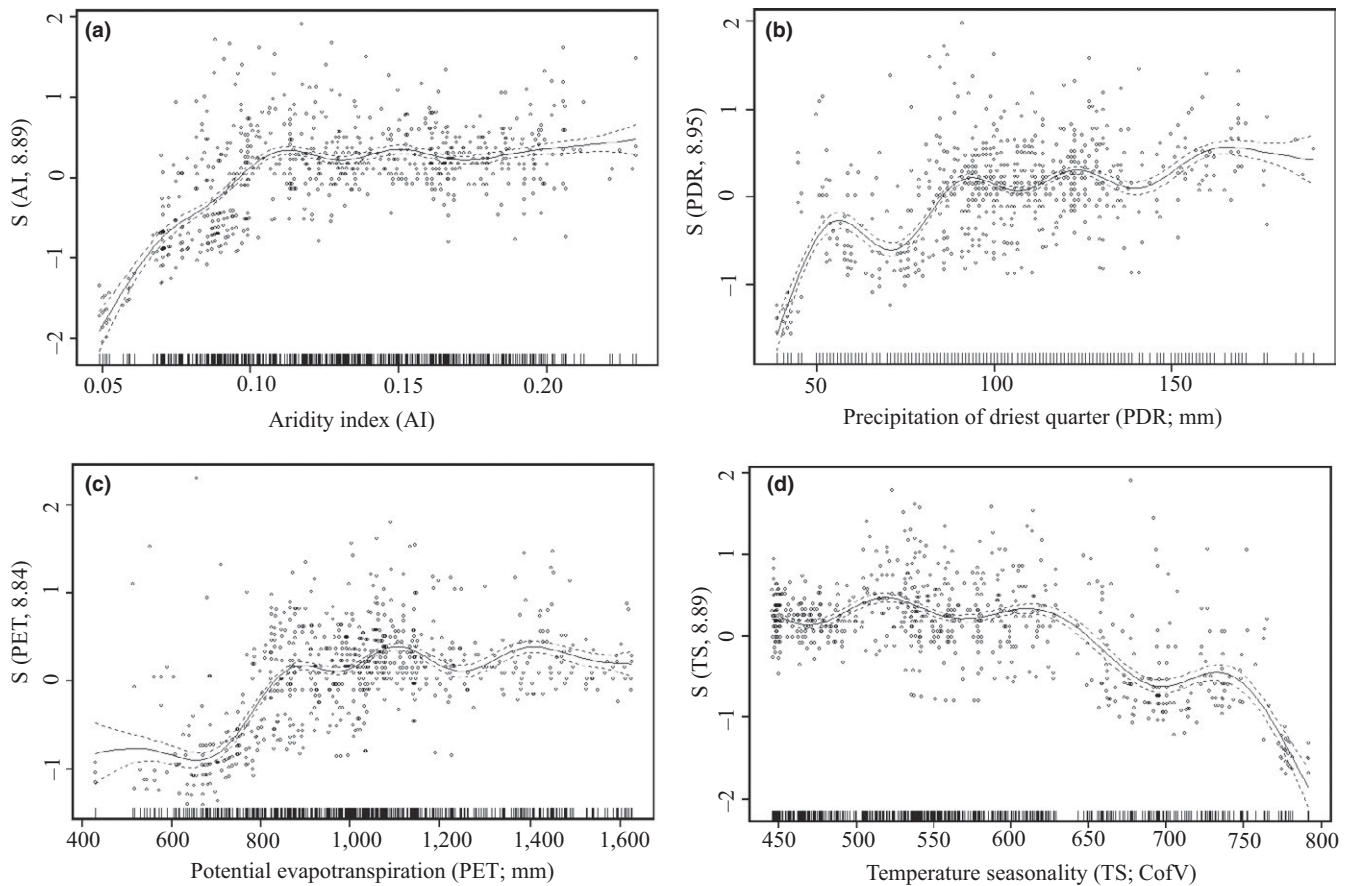 (a)
S (AI, 8.89)
2
1
0
−1
−2
0.05 0.10 0.15 0.20
Aridity index (AI)
(b)
S (PDR, 8.95)
2
1
0
−1
50 100 150
Precipitation of driest quarter (PDR; mm)
(c)
S (PET, 8.84)
2
1
0
−1
400 600 800 1,000 1,200 1,400 1,600
Potential evapotranspiration (PET; mm)
(d)
S (TS, 8.89)
2
1
0
−1
−2
450 500 550 600 650 700 750 800
Temperature seasonality (TS; CofV)